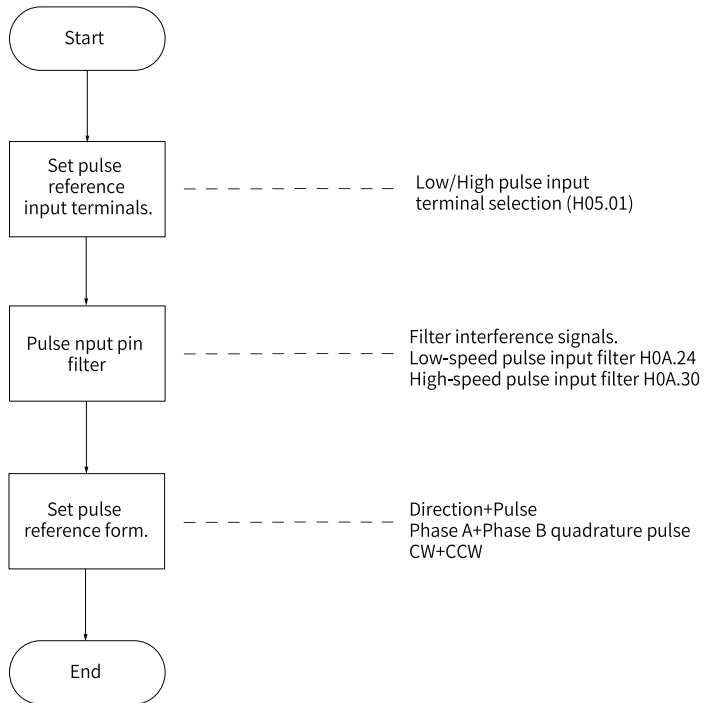 Start
Set pulse
reference
input terminals.
Low/High pulse input
terminal selection (H05.01)
Pulse nput pin
filter
Filter interference signals.
Low-speed pulse input filter H0A.24
High-speed pulse input filter H0A.30
Set pulse
reference form.
Direction+Pulse
Phase A+Phase B quadrature pulse
CW+CCW
End